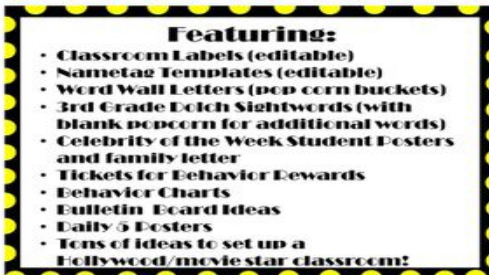 Featuring:
• Classroom Labels (editable)
• Nametag Templates (editable)
• Word Wall Letters (pop corn buckets)
• 3rd Grade Dolch Sightwords (with
blank popcorn for additional words)
• Celebrity of the Week Student Posters
and family letter
• Tickets for Behavior Rewards
• Behavior Charts
• Bulletin Board Ideas
• Daily 5 Posters
• Tons of ideas to set up a
Hollywood/movie star classroom!